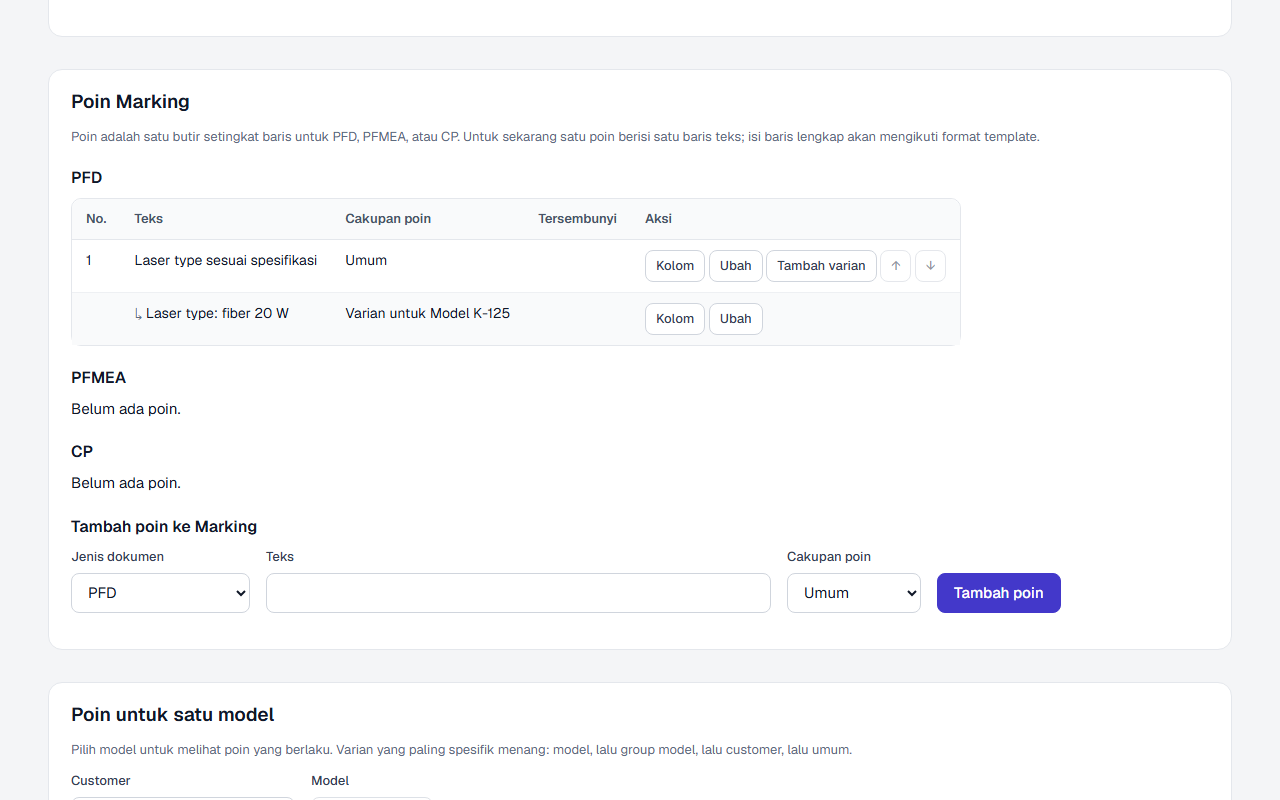 Poin Marking
Poin adalah satu butir setingkat baris untuk PFD, PFMEA, atau CP. Untuk sekarang satu poin berisi satu baris teks; isi baris lengkap akan mengikuti format template.
PFD
No. Teks Cakupan poin Tersembunyi Aksi
1 Laser type sesuai spesifikasi Umum Kolom Ubah Tambah varian ↑ ↓
↳ Laser type: fiber 20 W Varian untuk Model K-125 Kolom Ubah
PFMEA
Belum ada poin.
CP
Belum ada poin.
Tambah poin ke Marking
Jenis dokumen Teks Cakupan poin
PFD Umum Tambah poin
Poin untuk satu model
Pilih model untuk melihat poin yang berlaku. Varian yang paling spesifik menang: model, lalu group model, lalu customer, lalu umum.
Customer Model